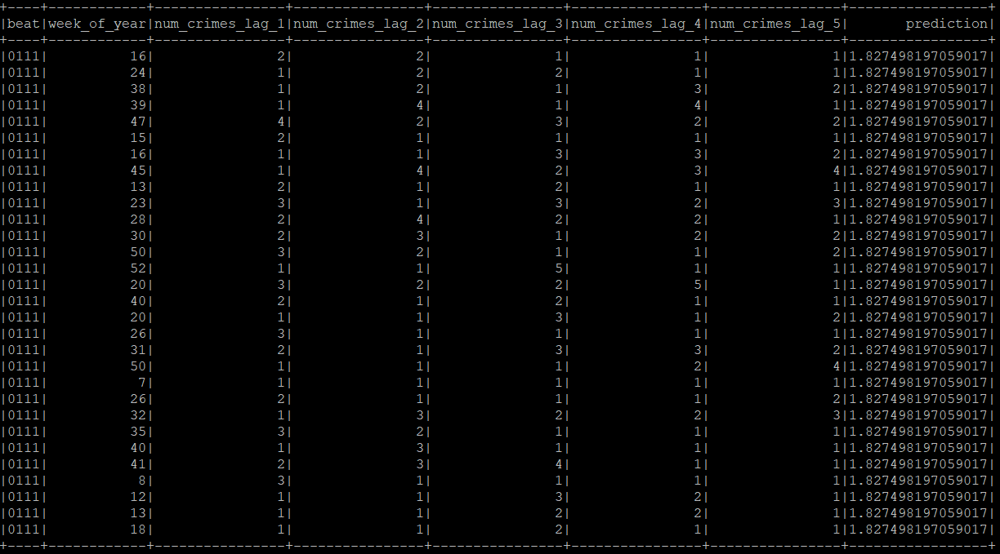 +----+------------+----------------+----------------+----------------+----------------+----------------+-----------------+
|beat|week_of_year|num_crimes_lag_1|num_crimes_lag_2|num_crimes_lag_3|num_crimes_lag_4|num_crimes_lag_5|       prediction|
+----+------------+----------------+----------------+----------------+----------------+----------------+-----------------+
|0111|          16|               2|               2|               1|               1|               1|1.827498197059017|
|0111|          24|               1|               2|               2|               1|               1|1.827498197059017|
|0111|          38|               1|               2|               1|               3|               2|1.827498197059017|
|0111|          39|               1|               4|               1|               4|               1|1.827498197059017|
|0111|          47|               4|               2|               3|               2|               2|1.827498197059017|
|0111|          15|               2|               1|               1|               1|               1|1.827498197059017|
|0111|          16|               1|               1|               3|               3|               2|1.827498197059017|
|0111|          45|               1|               4|               2|               3|               4|1.827498197059017|
|0111|          13|               2|               1|               2|               1|               1|1.827498197059017|
|0111|          23|               3|               1|               3|               2|               3|1.827498197059017|
|0111|          28|               2|               4|               2|               2|               1|1.827498197059017|
|0111|          30|               2|               3|               1|               2|               2|1.827498197059017|
|0111|          50|               3|               2|               1|               1|               2|1.827498197059017|
|0111|          52|               1|               1|               5|               1|               1|1.827498197059017|
|0111|          20|               3|               2|               2|               5|               1|1.827498197059017|
|0111|          40|               2|               1|               2|               1|               1|1.827498197059017|
|0111|          20|               1|               1|               3|               1|               2|1.827498197059017|
|0111|          26|               3|               1|               1|               1|               1|1.827498197059017|
|0111|          31|               2|               1|               3|               3|               2|1.827498197059017|
|0111|          50|               1|               1|               1|               2|               4|1.827498197059017|
|0111|           7|               1|               1|               1|               1|               1|1.827498197059017|
|0111|          26|               2|               1|               1|               1|               2|1.827498197059017|
|0111|          32|               1|               3|               2|               2|               3|1.827498197059017|
|0111|          35|               3|               2|               1|               1|               1|1.827498197059017|
|0111|          40|               1|               3|               1|               1|               1|1.827498197059017|
|0111|          41|               2|               3|               4|               1|               1|1.827498197059017|
|0111|           8|               3|               1|               1|               1|               1|1.827498197059017|
|0111|          12|               1|               1|               3|               2|               1|1.827498197059017|
|0111|          13|               1|               1|               2|               2|               1|1.827498197059017|
|0111|          18|               1|               1|               2|               1|               1|1.827498197059017|
+----+------------+----------------+----------------+----------------+----------------+----------------+-----------------+